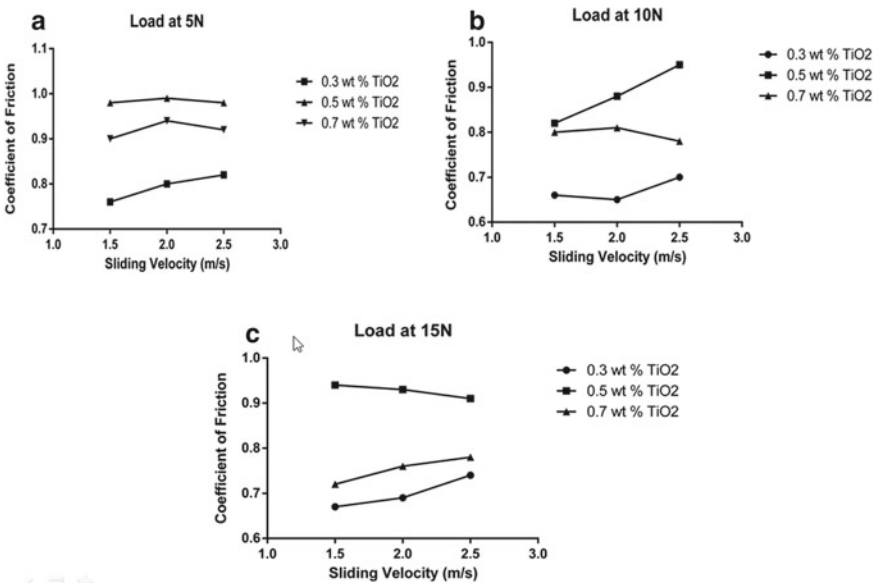 a
Load at 5N
Coefficient of Friction
1.1
1.0
0.9
0.8
0.7
1.0 1.5 2.0 2.5 3.0
Sliding Velocity (m/s)
0.3 wt % TiO2
0.5 wt % TiO2
0.7 wt % TiO2
b
Load at 10N
Coefficient of Friction
1.0
0.9
0.8
0.7
0.6
1.0 1.5 2.0 2.5 3.0
Sliding Velocity (m/s)
0.3 wt % TiO2
0.5 wt % TiO2
0.7 wt % TiO2
c
Load at 15N
Coefficient of Friction
1.0
0.9
0.8
0.7
0.6
1.0 1.5 2.0 2.5 3.0
Sliding Velocity (m/s)
0.3 wt % TiO2
0.5 wt % TiO2
0.7 wt % TiO2